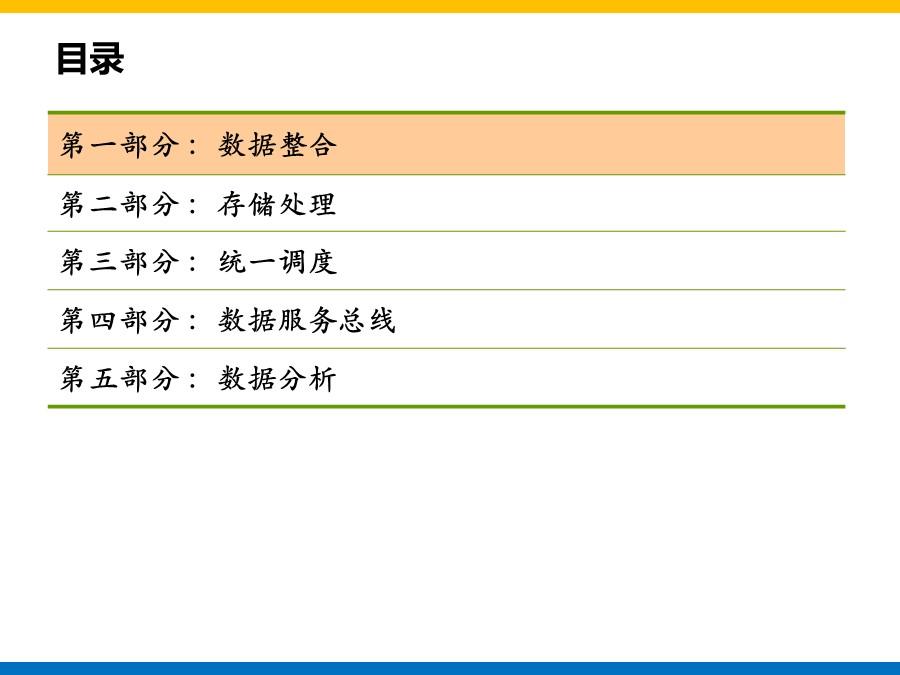 目录
第一部分： 数据整合
第二部分： 存储处理
第三部分： 统一调度
第四部分： 数据服务总线
第五部分： 数据分析